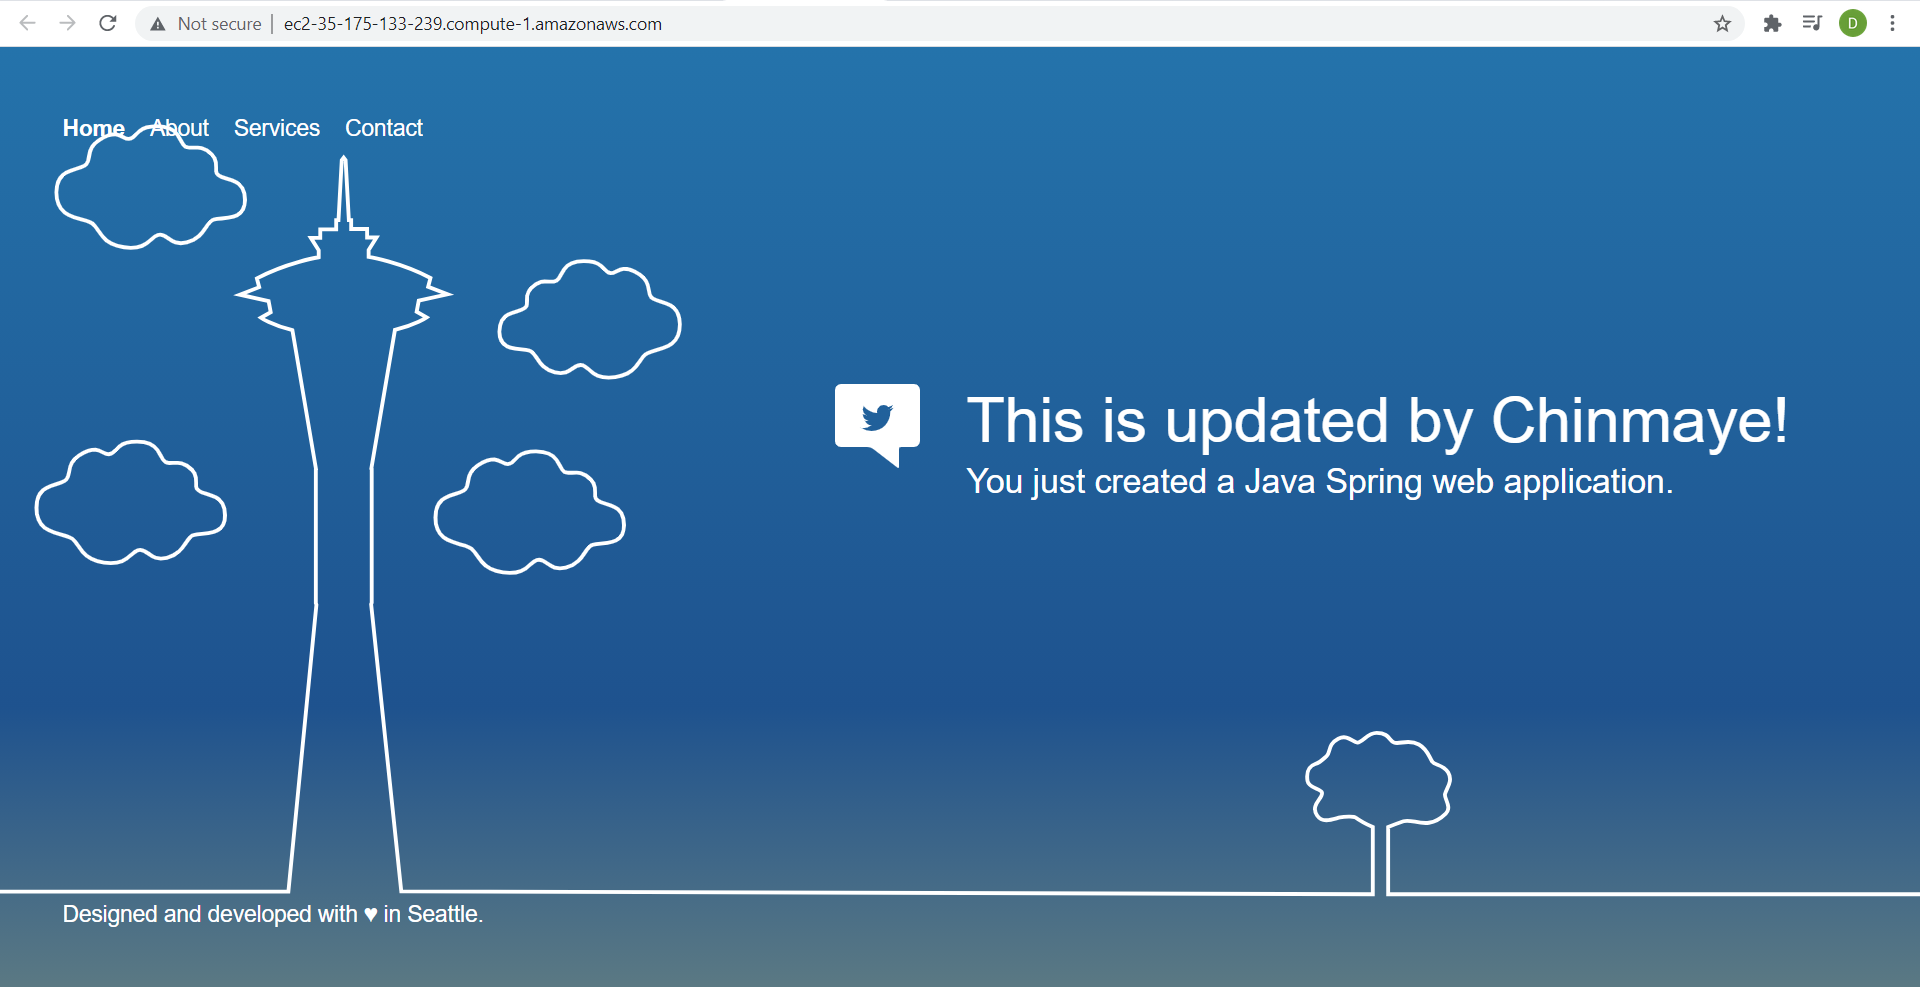 Not secure | ec2-35-175-133-239.compute-1.amazonaws.com
D
Home About Services Contact
This is updated by Chinmaye!
You just created a Java Spring web application.
Designed and developed with ♥ in Seattle.